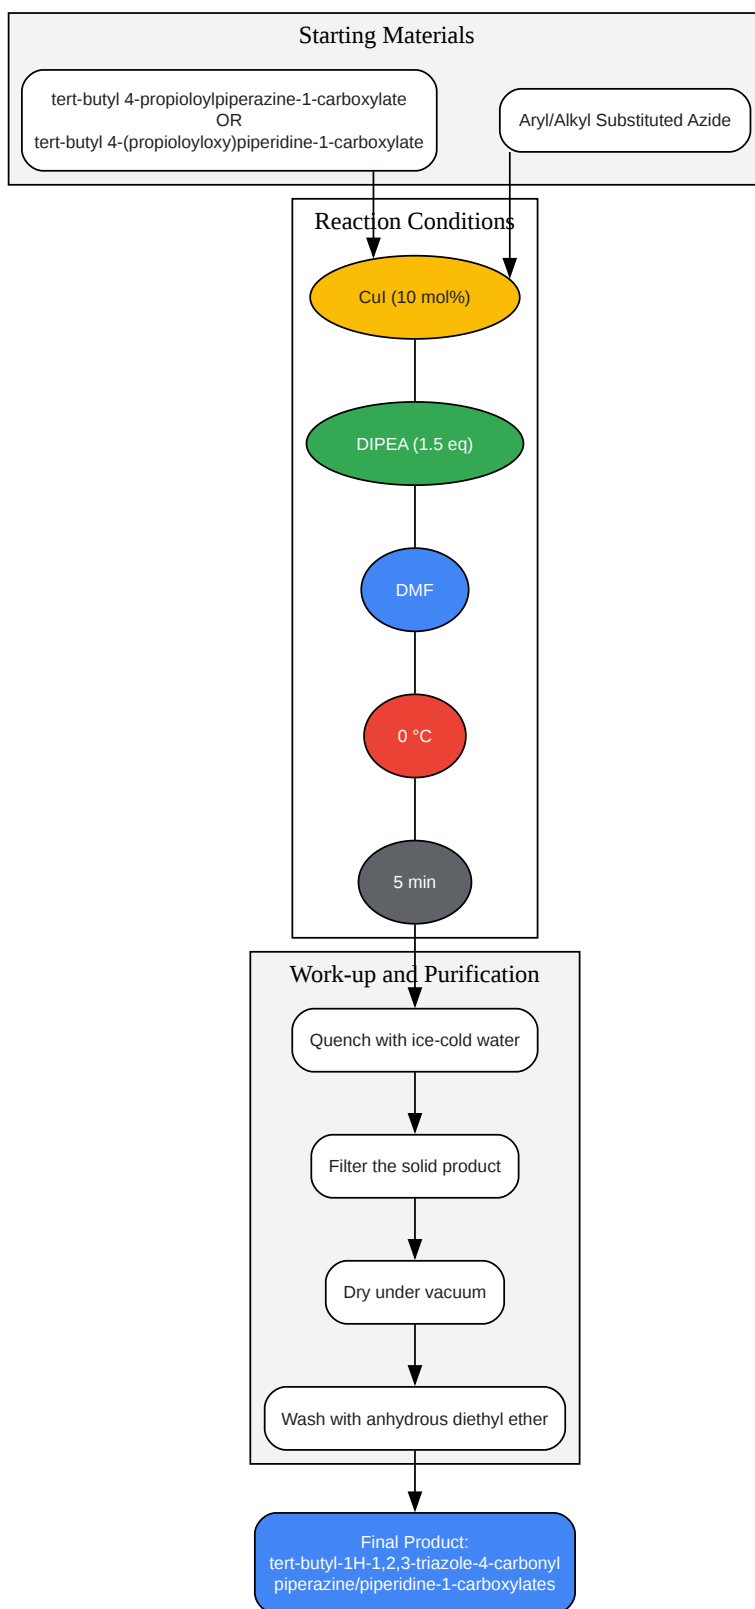 Starting Materials
tert-butyl 4-propioloylpiperazine-1-carboxylate
OR
tert-butyl 4-(propioloyloxy)piperidine-1-carboxylate
Aryl/Alkyl Substituted Azide
Reaction Conditions
CuI (10 mol%)
DIPEA (1.5 eq)
DMF
0 °C
5 min
Work-up and Purification
Quench with ice-cold water
Filter the solid product
Dry under vacuum
Wash with anhydrous diethyl ether
Final Product:
tert-butyl-1H-1,2,3-triazole-4-carbonyl
piperazine/piperidine-1-carboxylates